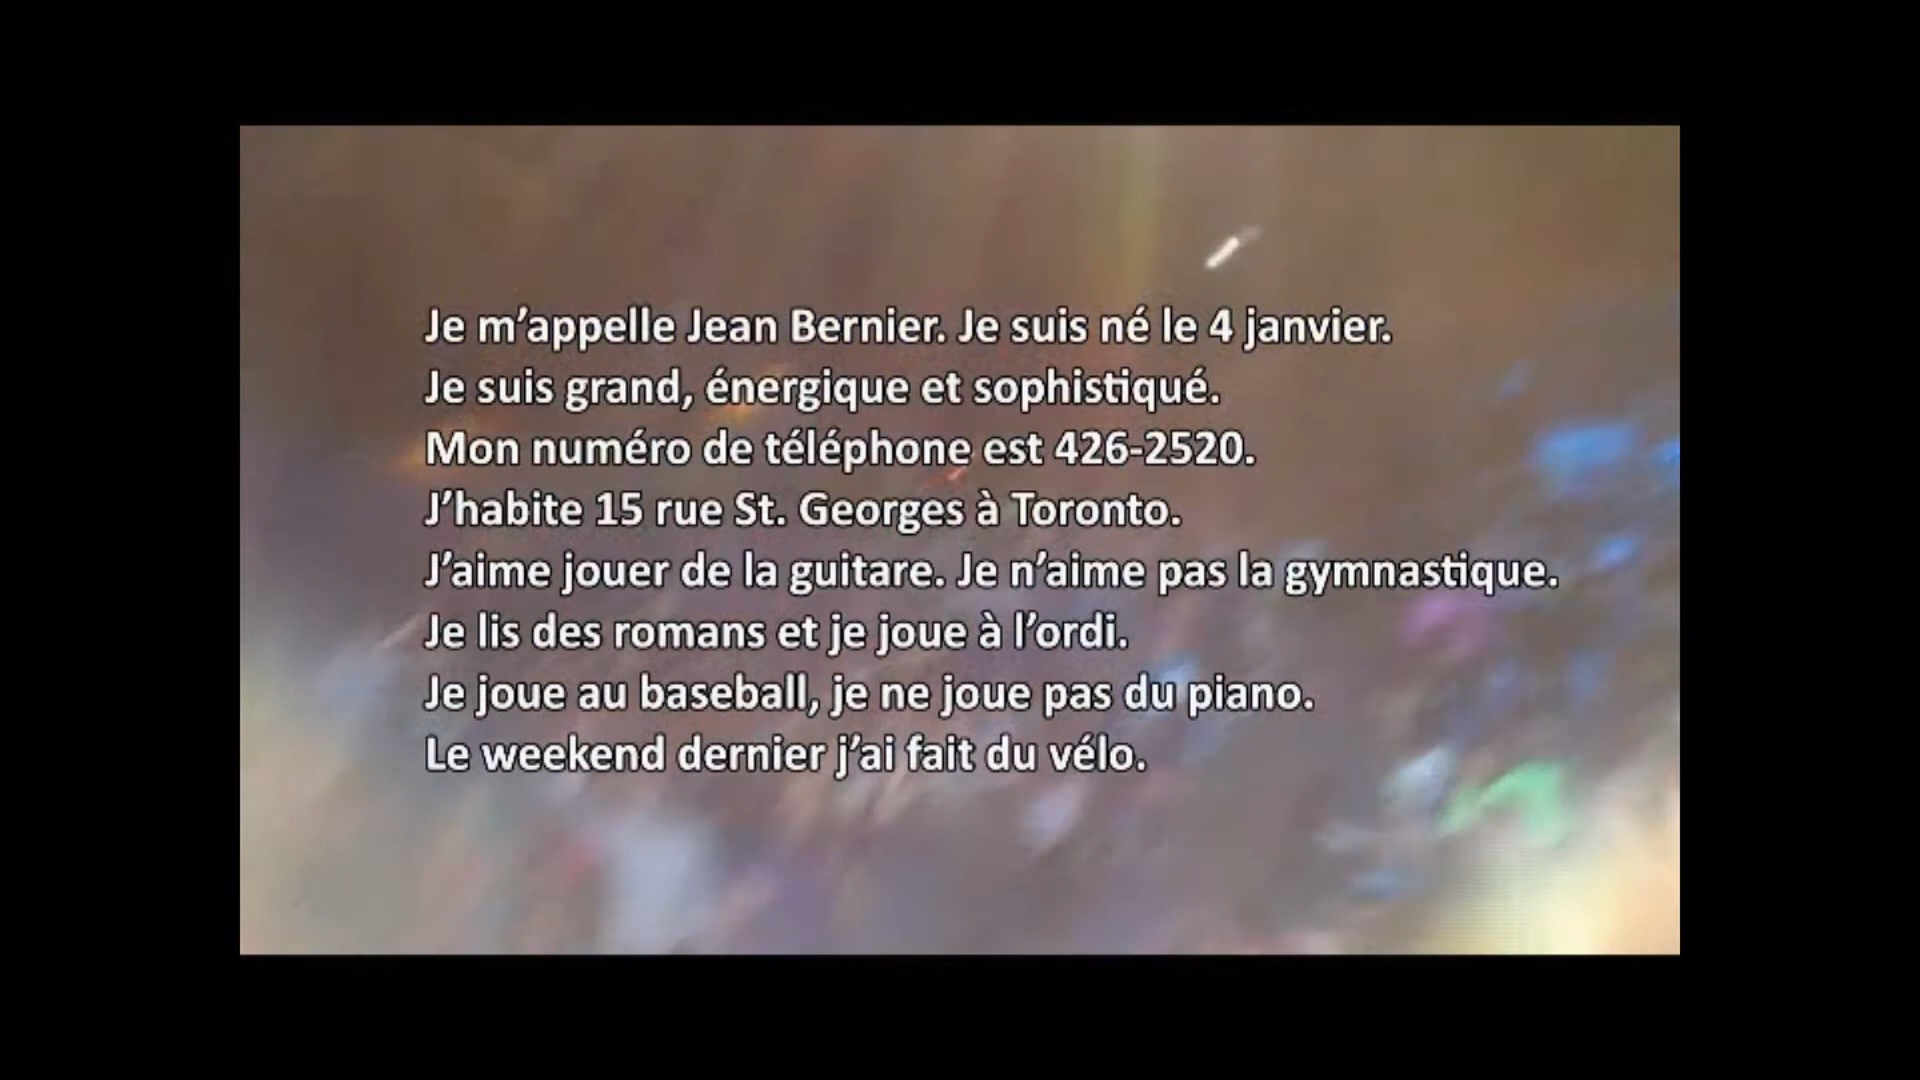 Je m’appelle Jean Bernier. Je suis né le 4 janvier.
Je suis grand, énergique et sophistiqué.
Mon numéro de téléphone est 426-2520.
J’habite 15 rue St. Georges à Toronto.
J’aime jouer de la guitare. Je n’aime pas la gymnastique.
Je lis des romans et je joue à l’ordi.
Je joue au baseball, je ne joue pas du piano.
Le weekend dernier j’ai fait du vélo.